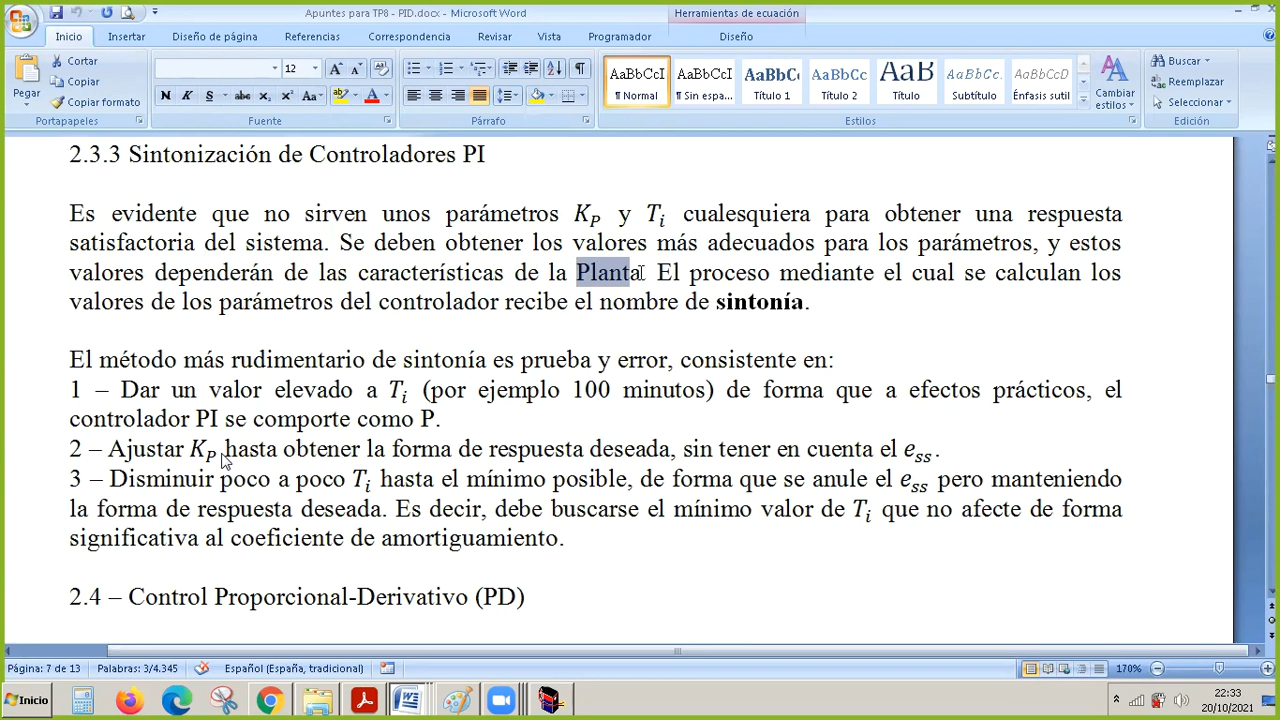 Apuntes para TP8 - PID.docx - Microsoft Word
Herramientas de ecuación
Inicio Insertar Diseño de página Referencias Correspondencia Revisar Vista Programador Diseño
Pegar
Cortar
Copiar
Copiar formato
12
N K S abc x₂ x² Aa
AaBbCcI AaBbCcI AaBbC AaBbCc AaB AaBbCc. AaBbCcD
¶ Normal ¶ Sin espa... Título 1 Título 2 Título Subtítulo Énfasis sutil
Cambiar estilos
Buscar
Reemplazar
Seleccionar
Portapapeles Fuente Párrafo Estilos Edición
2.3.3 Sintonización de Controladores PI
Es evidente que no sirven unos parámetros K_P y T_i cualesquiera para obtener una respuesta
satisfactoria del sistema. Se deben obtener los valores más adecuados para los parámetros, y estos
valores dependerán de las características de la Planta. El proceso mediante el cual se calculan los
valores de los parámetros del controlador recibe el nombre de sintonía.
El método más rudimentario de sintonía es prueba y error, consistente en:
1 – Dar un valor elevado a T_i (por ejemplo 100 minutos) de forma que a efectos prácticos, el
controlador PI se comporte como P.
2 – Ajustar K_P hasta obtener la forma de respuesta deseada, sin tener en cuenta el e_ss.
3 – Disminuir poco a poco T_i hasta el mínimo posible, de forma que se anule el e_ss pero manteniendo
la forma de respuesta deseada. Es decir, debe buscarse el mínimo valor de T_i que no afecte de forma
significativa al coeficiente de amortiguamiento.
2.4 – Control Proporcional-Derivativo (PD)
Página: 7 de 13 Palabras: 3/4.345 Español (España, tradicional) 170%
Inicio
22:33
20/10/2021